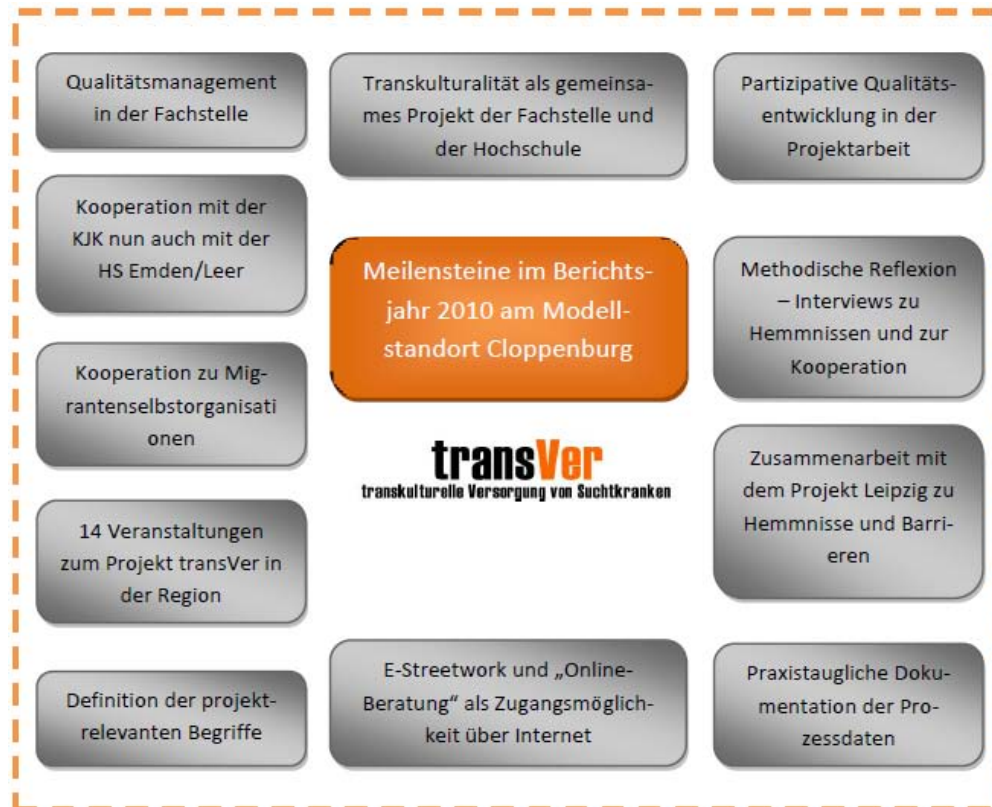 Qualitätsmanagement
in der Fachstelle
Transkulturalität als gemeinsa-
mes Projekt der Fachstelle und
der Hochschule
Partizipative Qualitäts-
entwicklung in der
Projektarbeit
Kooperation mit der
KJK nun auch mit der
HS Emden/Leer
Meilensteine im Berichts-
jahr 2010 am Modell-
standort Cloppenburg
Methodische Reflexion
– Interviews zu
Hemmnissen und zur
Kooperation
Kooperation zu Mig-
rantenselbstorganisati
onen
transVer
transkulturelle Versorgung von Suchtkranken
Zusammenarbeit mit
dem Projekt Leipzig zu
Hemmnisse und Barri-
eren
14 Veranstaltungen
zum Projekt transVer in
der Region
Definition der projekt-
relevanten Begriffe
E-Streetwork und „Online-
Beratung“ als Zugangsmöglich-
keit über Internet
Praxistaugliche Doku-
mentation der Pro-
zessdaten